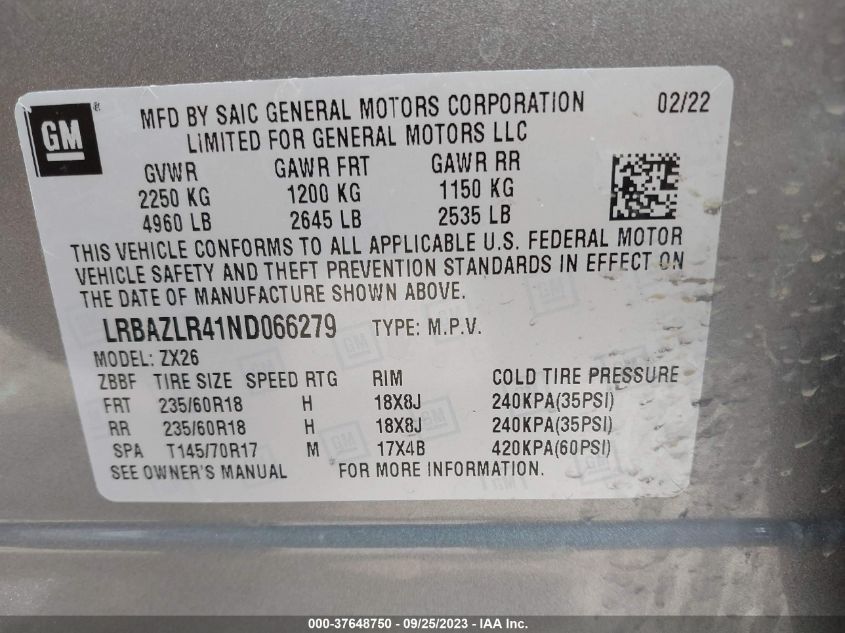 GM ®
MFD BY SAIC GENERAL MOTORS CORPORATION 02/22
LIMITED FOR GENERAL MOTORS LLC
GVWR GAWR FRT GAWR RR
2250 KG 1200 KG 1150 KG
4960 LB 2645 LB 2535 LB
THIS VEHICLE CONFORMS TO ALL APPLICABLE U.S. FEDERAL MOTOR
VEHICLE SAFETY AND THEFT PREVENTION STANDARDS IN EFFECT ON
THE DATE OF MANUFACTURE SHOWN ABOVE.
LRBAZLR41ND066279 TYPE: M.P.V.
MODEL: ZX26
ZBBF TIRE SIZE SPEED RTG RIM COLD TIRE PRESSURE
FRT 235/60R18 H 18X8J 240KPA(35PSI)
RR 235/60R18 H 18X8J 240KPA(35PSI)
SPA T145/70R17 M 17X4B 420KPA(60PSI)
SEE OWNER'S MANUAL FOR MORE INFORMATION.
000-37648750 / 09/25/2023 - IAA Inc.